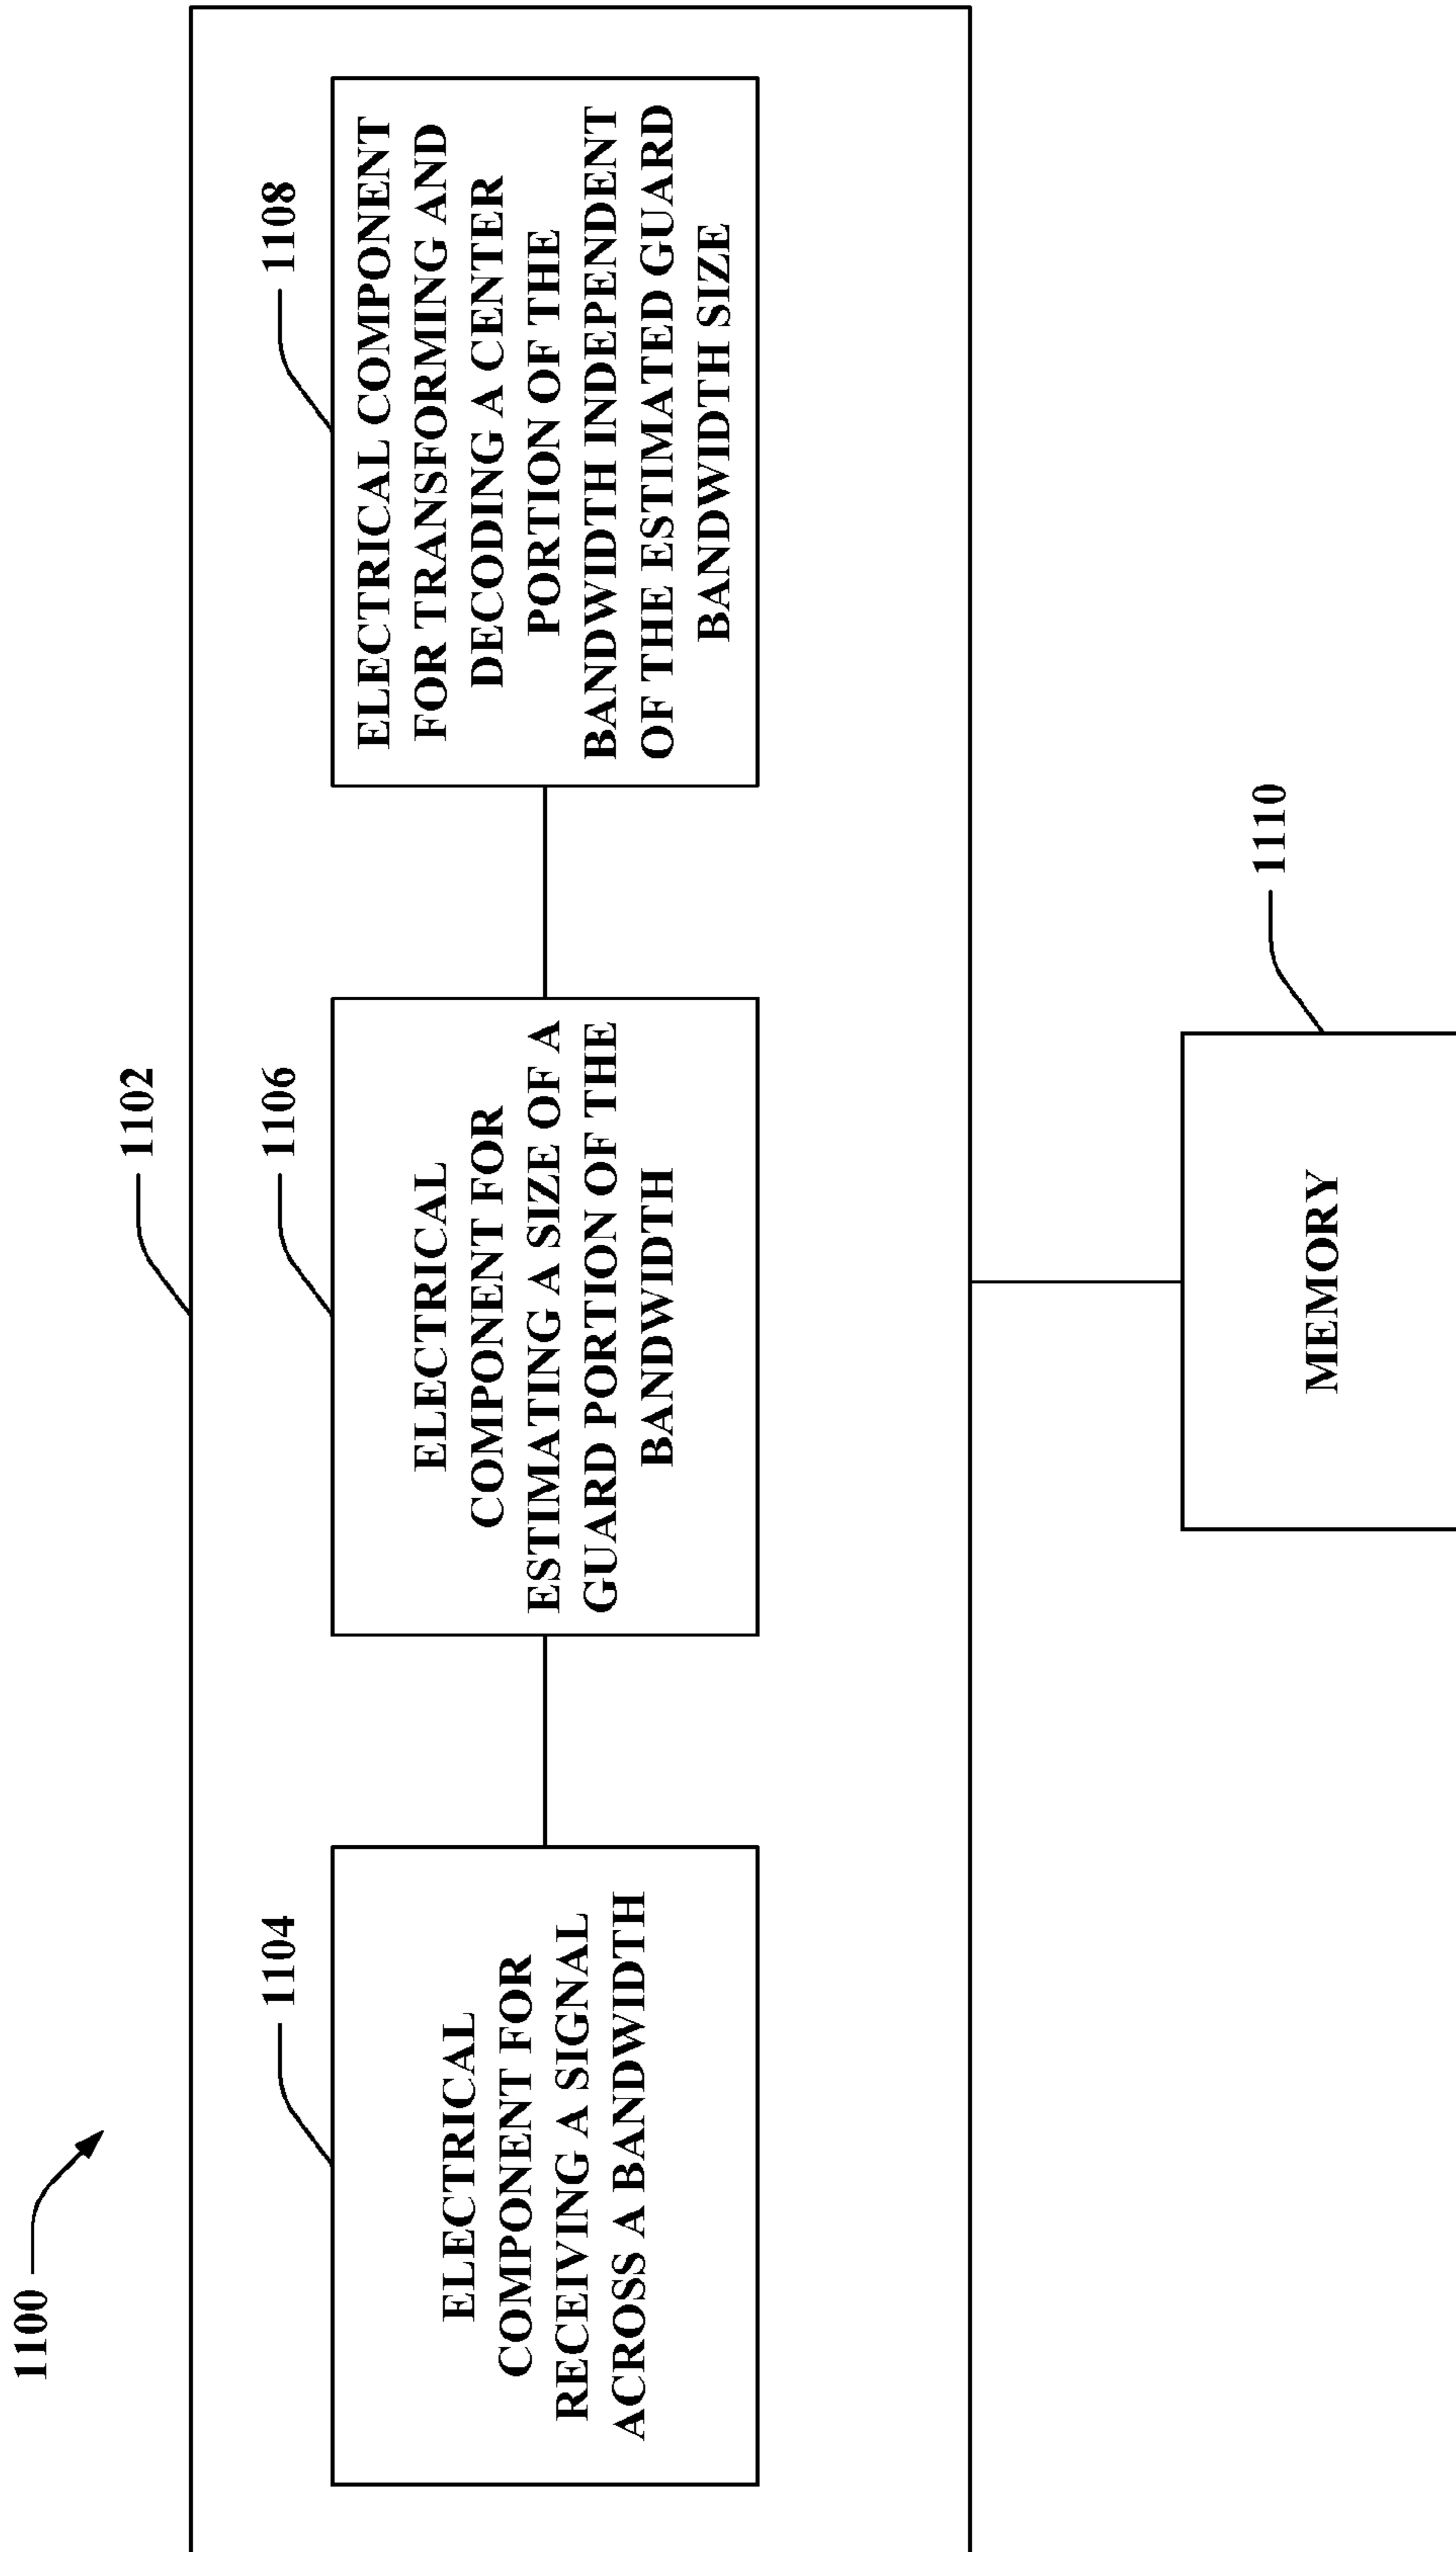 1100
1102
1104
ELECTRICAL
COMPONENT FOR
RECEIVING A SIGNAL
ACROSS A BANDWIDTH
1106
ELECTRICAL
COMPONENT FOR
ESTIMATING A SIZE OF A
GUARD PORTION OF THE
BANDWIDTH
1108
ELECTRICAL COMPONENT
FOR TRANSFORMING AND
DECODING A CENTER
PORTION OF THE
BANDWIDTH INDEPENDENT
OF THE ESTIMATED GUARD
BANDWIDTH SIZE
1110
MEMORY